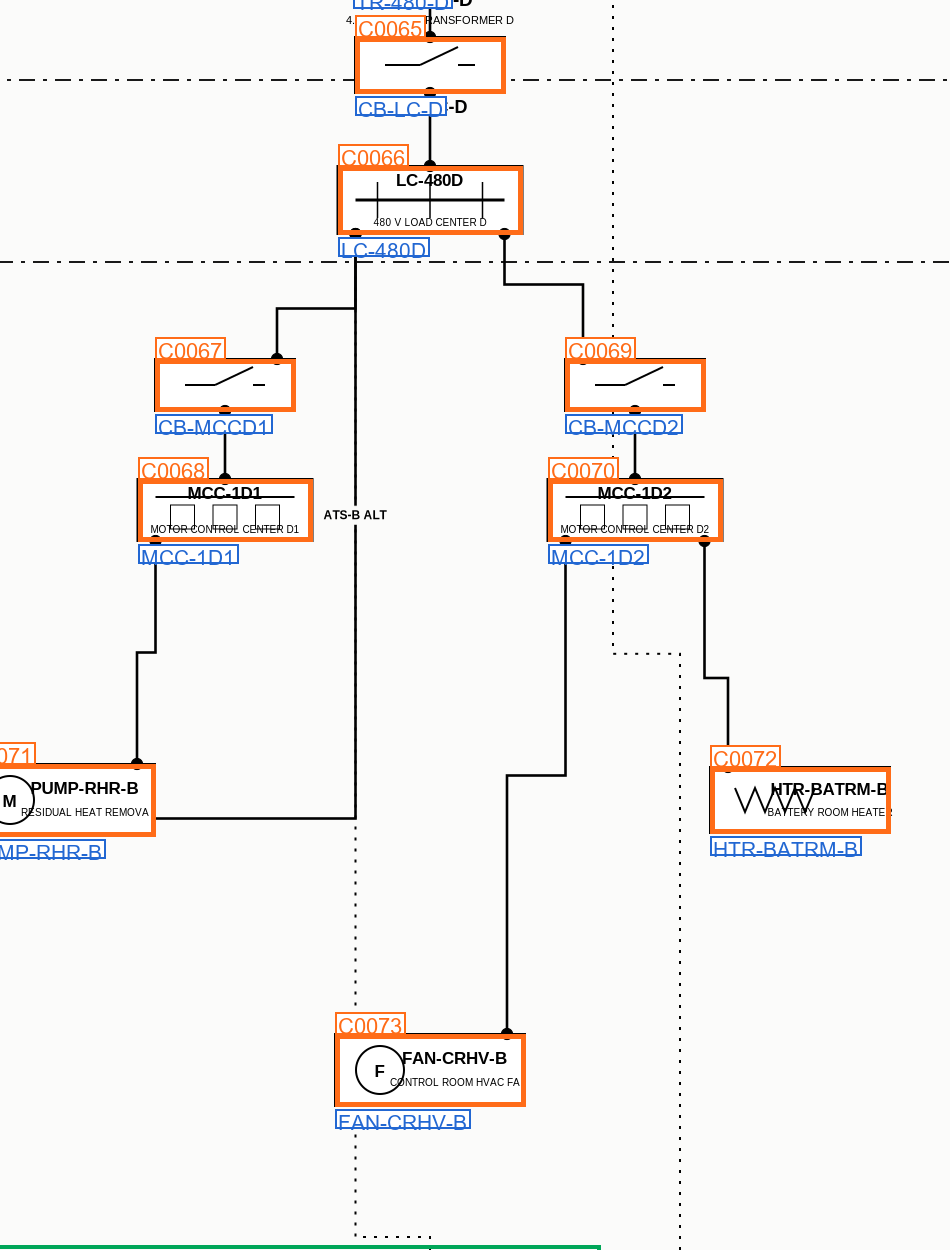 TR-480-D
-D
4.
RANSFORMER D
C0065
CB-LC-D
-D
C0066
LC-480D
480 V LOAD CENTER D
LC-480D
C0067
C0069
CB-MCCD1
CB-MCCD2
C0068
C0070
MCC-1D1
MCC-1D2
ATS-B ALT
MOTOR CONTROL CENTER D1
MOTOR CONTROL CENTER D2
MCC-1D1
MCC-1D2
071
C0072
PUMP-RHR-B
HTR-BATRM-B
M
RESIDUAL HEAT REMOVA
BATTERY ROOM HEATER
MP-RHR-B
HTR-BATRM-B
C0073
FAN-CRHV-B
F
CONTROL ROOM HVAC FA
FAN-CRHV-B